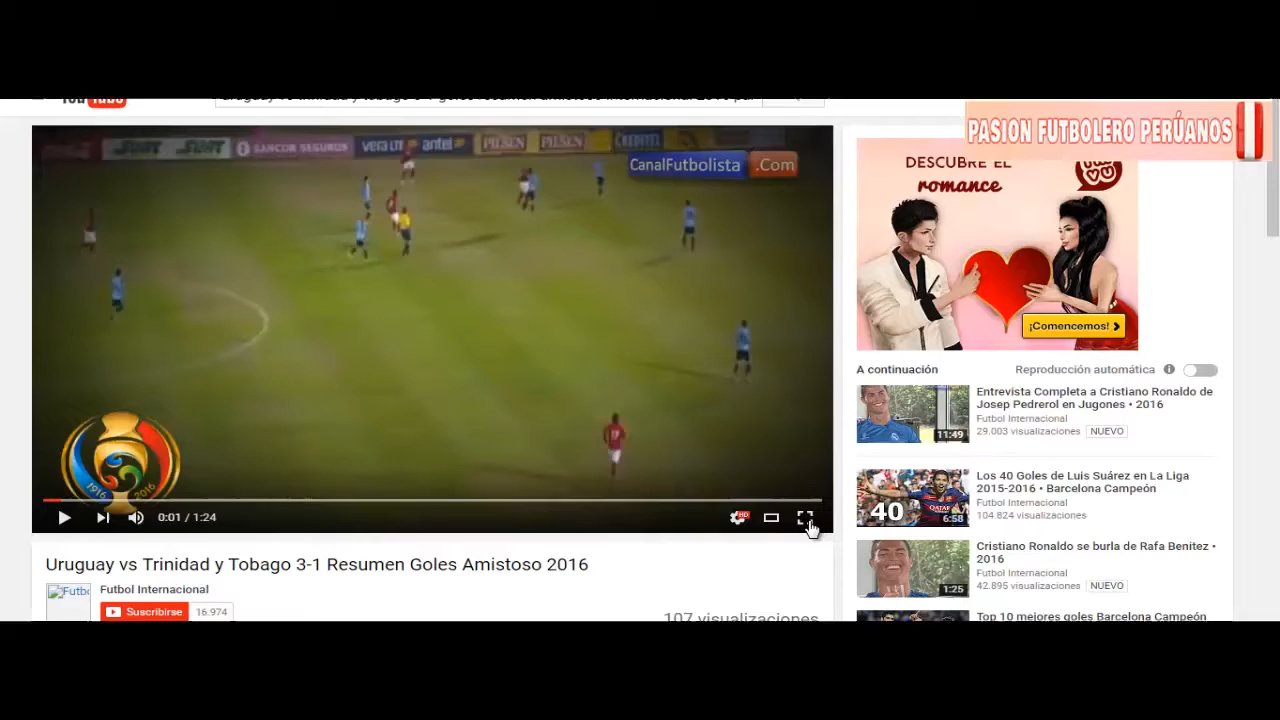 PASION FUTBOLERO PERÚANOS
SANCOR SEGUROS
vera
antel
PILSEN
PILSEN
CanalFutbolista .Com
1916 2016
0:01 / 1:24
HD
Uruguay vs Trinidad y Tobago 3-1 Resumen Goles Amistoso 2016
Futbol Internacional
Suscribirse 16.974
107 visualizaciones
DESCUBRE EL
romance
¡Comencemos!
A continuación
Reproducción automática
Entrevista Completa a Cristiano Ronaldo de
Josep Pedrerol en Jugones • 2016
Futbol Internacional
29.003 visualizaciones NUEVO
11:49
Los 40 Goles de Luis Suárez en La Liga
2015-2016 • Barcelona Campeón
Futbol Internacional
104.824 visualizaciones
40
6:58
Cristiano Ronaldo se burla de Rafa Benitez •
2016
Futbol Internacional
42.895 visualizaciones NUEVO
1:25
Top 10 mejores goles Barcelona Campeón